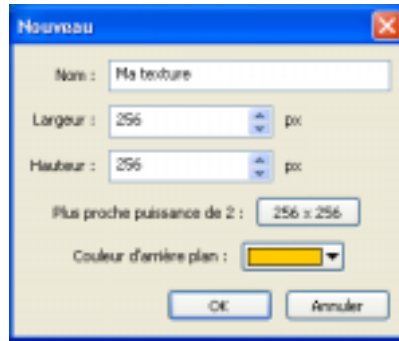 Nouveau
Nom : Ma texture
Largeur : 256 px
Hauteur : 256 px
Plus proche puissance de 2 : 256 x 256
Couleur d'arrière plan :
OK Annuler